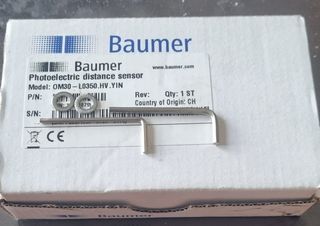 Baumer
Baumer
www.baumer.com
Photoelectric distance sensor
Model: OM30-L0350.HV.YIN
P/N:
Rev: Qty: 1 ST
Country of Origin: CH
S/N:
CE